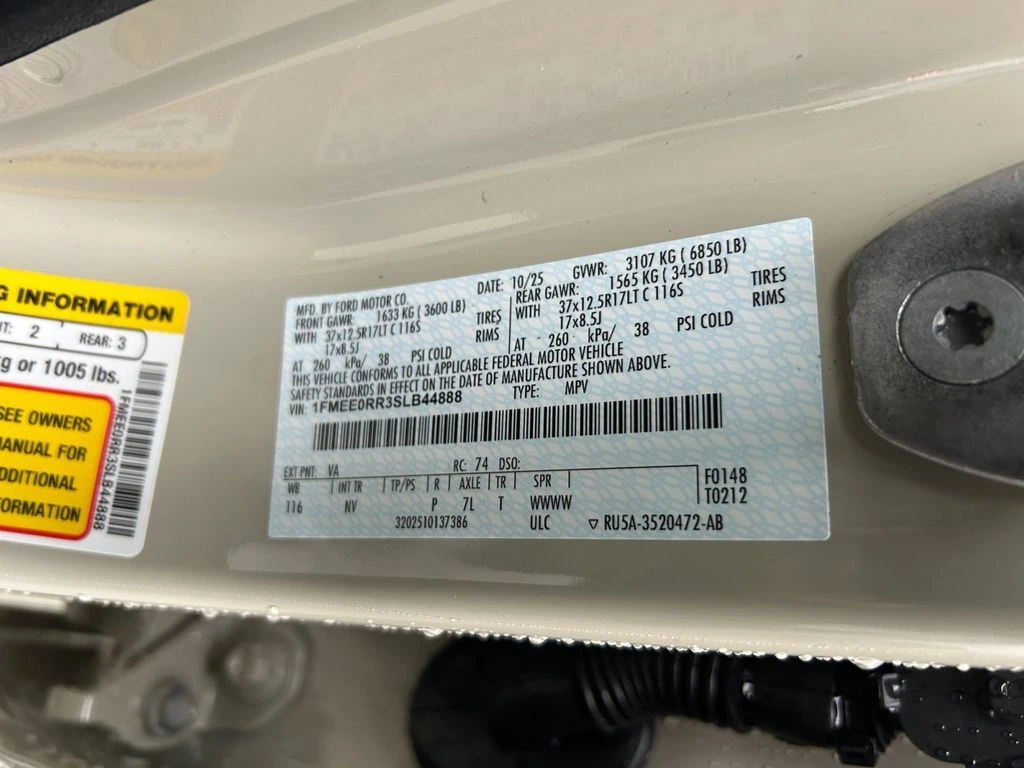 G INFORMATION
NT: 2 REAR: 3
kg or 1005 lbs.
SEE OWNERS
MANUAL FOR
ADDITIONAL
INFORMATION
1FMEE0RR3SLB44888
MFD. BY FORD MOTOR CO. DATE: 10/25 GVWR: 3107 KG ( 6850 LB)
FRONT GAWR: 1633 KG ( 3600 LB) REAR GAWR: 1565 KG ( 3450 LB)
WITH 37x12.5R17LT C 116S TIRES WITH 37x12.5R17LT C 116S TIRES
17x8.5J RIMS 17x8.5J RIMS
AT 260 kPa/ 38 PSI COLD AT 260 kPa/ 38 PSI COLD
THIS VEHICLE CONFORMS TO ALL APPLICABLE FEDERAL MOTOR VEHICLE
SAFETY STANDARDS IN EFFECT ON THE DATE OF MANUFACTURE SHOWN ABOVE.
VIN: 1FMEE0RR3SLB44888 TYPE: MPV
EXT PNT: VA RC: 74 DSO:
WB INT TR TP/PS R AXLE TR SPR F0148
116 NV P 7L T WWWW T0212
3202510137386 ULC ▽ RU5A-3520472-AB